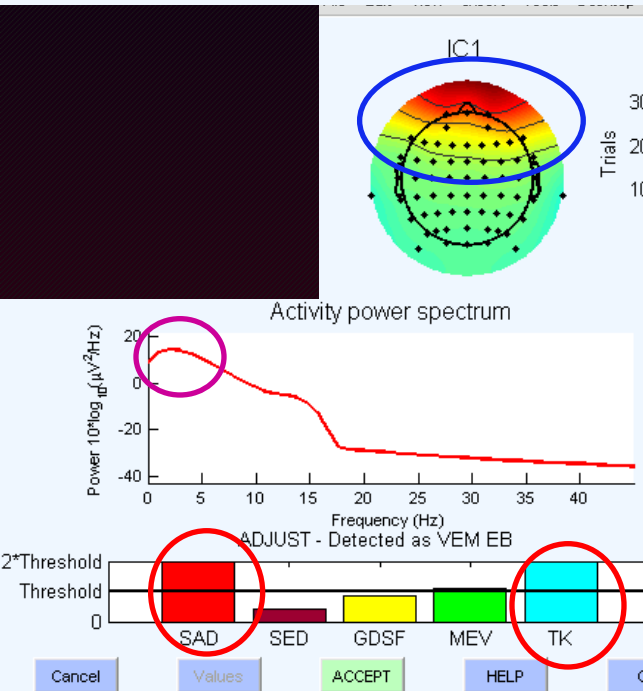 IC1
Trials
30
20
10
Activity power spectrum
Power 10*log10(μV²/Hz)
20
0
-20
-40
0 5 10 15 20 25 30 35 40
Frequency (Hz)
ADJUST - Detected as VEM EB
2*Threshold
Threshold
0
SAD SED GDSF MEV TK
Cancel Values ACCEPT HELP